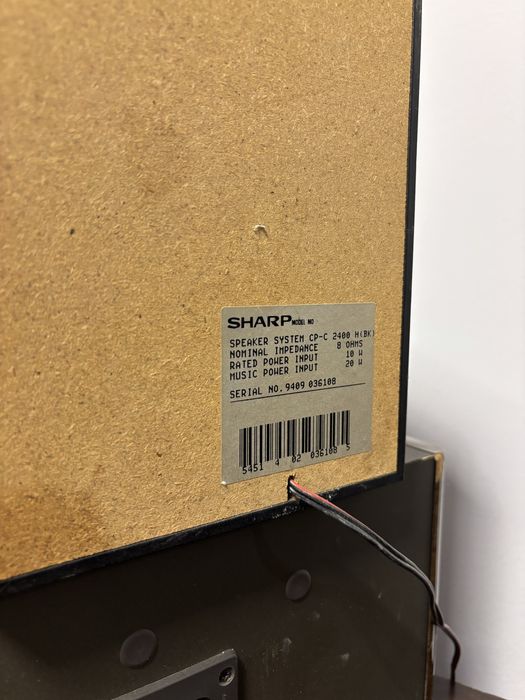 SHARP MODEL NO
SPEAKER SYSTEM CP-C 2400 H(BK)
NOMINAL IMPEDANCE 8 OHMS
RATED POWER INPUT 10 W
MUSIC POWER INPUT 20 W
SERIAL NO. 9409 036108
5451 4 02 036108 5